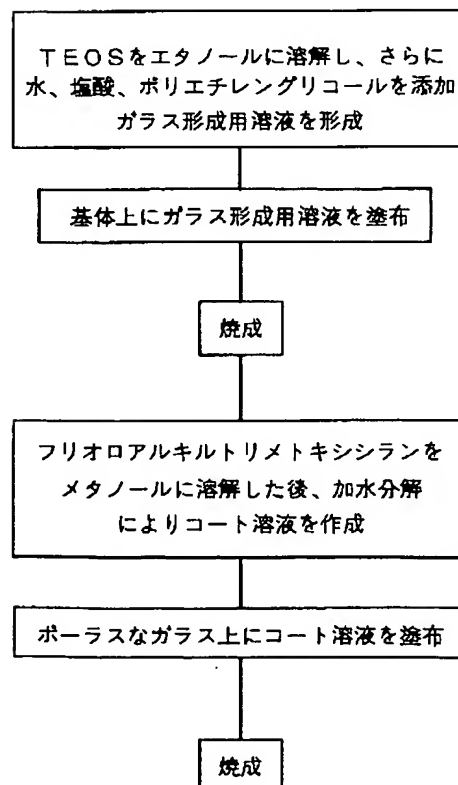 TEOSをエタノールに溶解し、さらに
水、塩酸、ポリエチレングリコールを添加
ガラス形成用溶液を形成
基体上にガラス形成用溶液を塗布
焼成
フリオロアルキルトリメトキシシランを
メタノールに溶解した後、加水分解
によりコート溶液を作成
ポーラスなガラス上にコート溶液を塗布
焼成